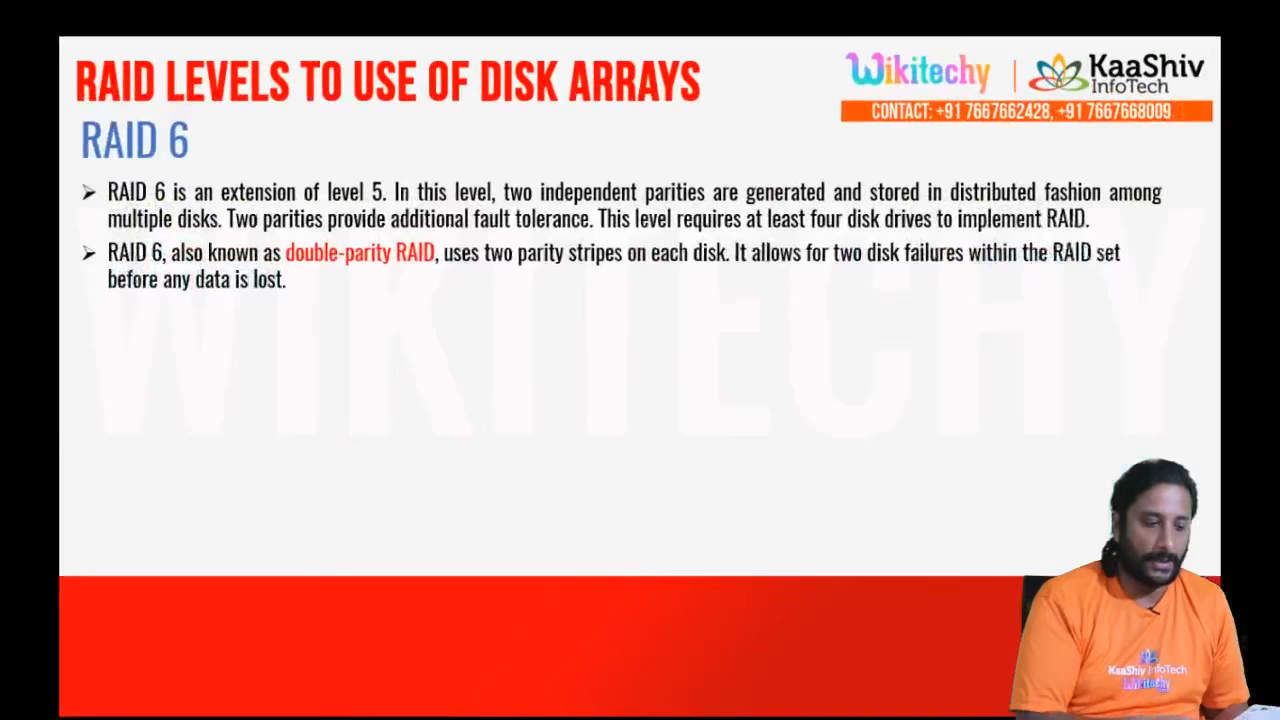 RAID LEVELS TO USE OF DISK ARRAYS
Wikitechy
KaaShiv
InfoTech
CONTACT: +91 7667662428, +91 7667668009
RAID 6
RAID 6 is an extension of level 5. In this level, two independent parities are generated and stored in distributed fashion among
multiple disks. Two parities provide additional fault tolerance. This level requires at least four disk drives to implement RAID.
RAID 6, also known as double-parity RAID, uses two parity stripes on each disk. It allows for two disk failures within the RAID set
before any data is lost.
WIKITECHY
KaaShiv InfoTech
Wikitechy